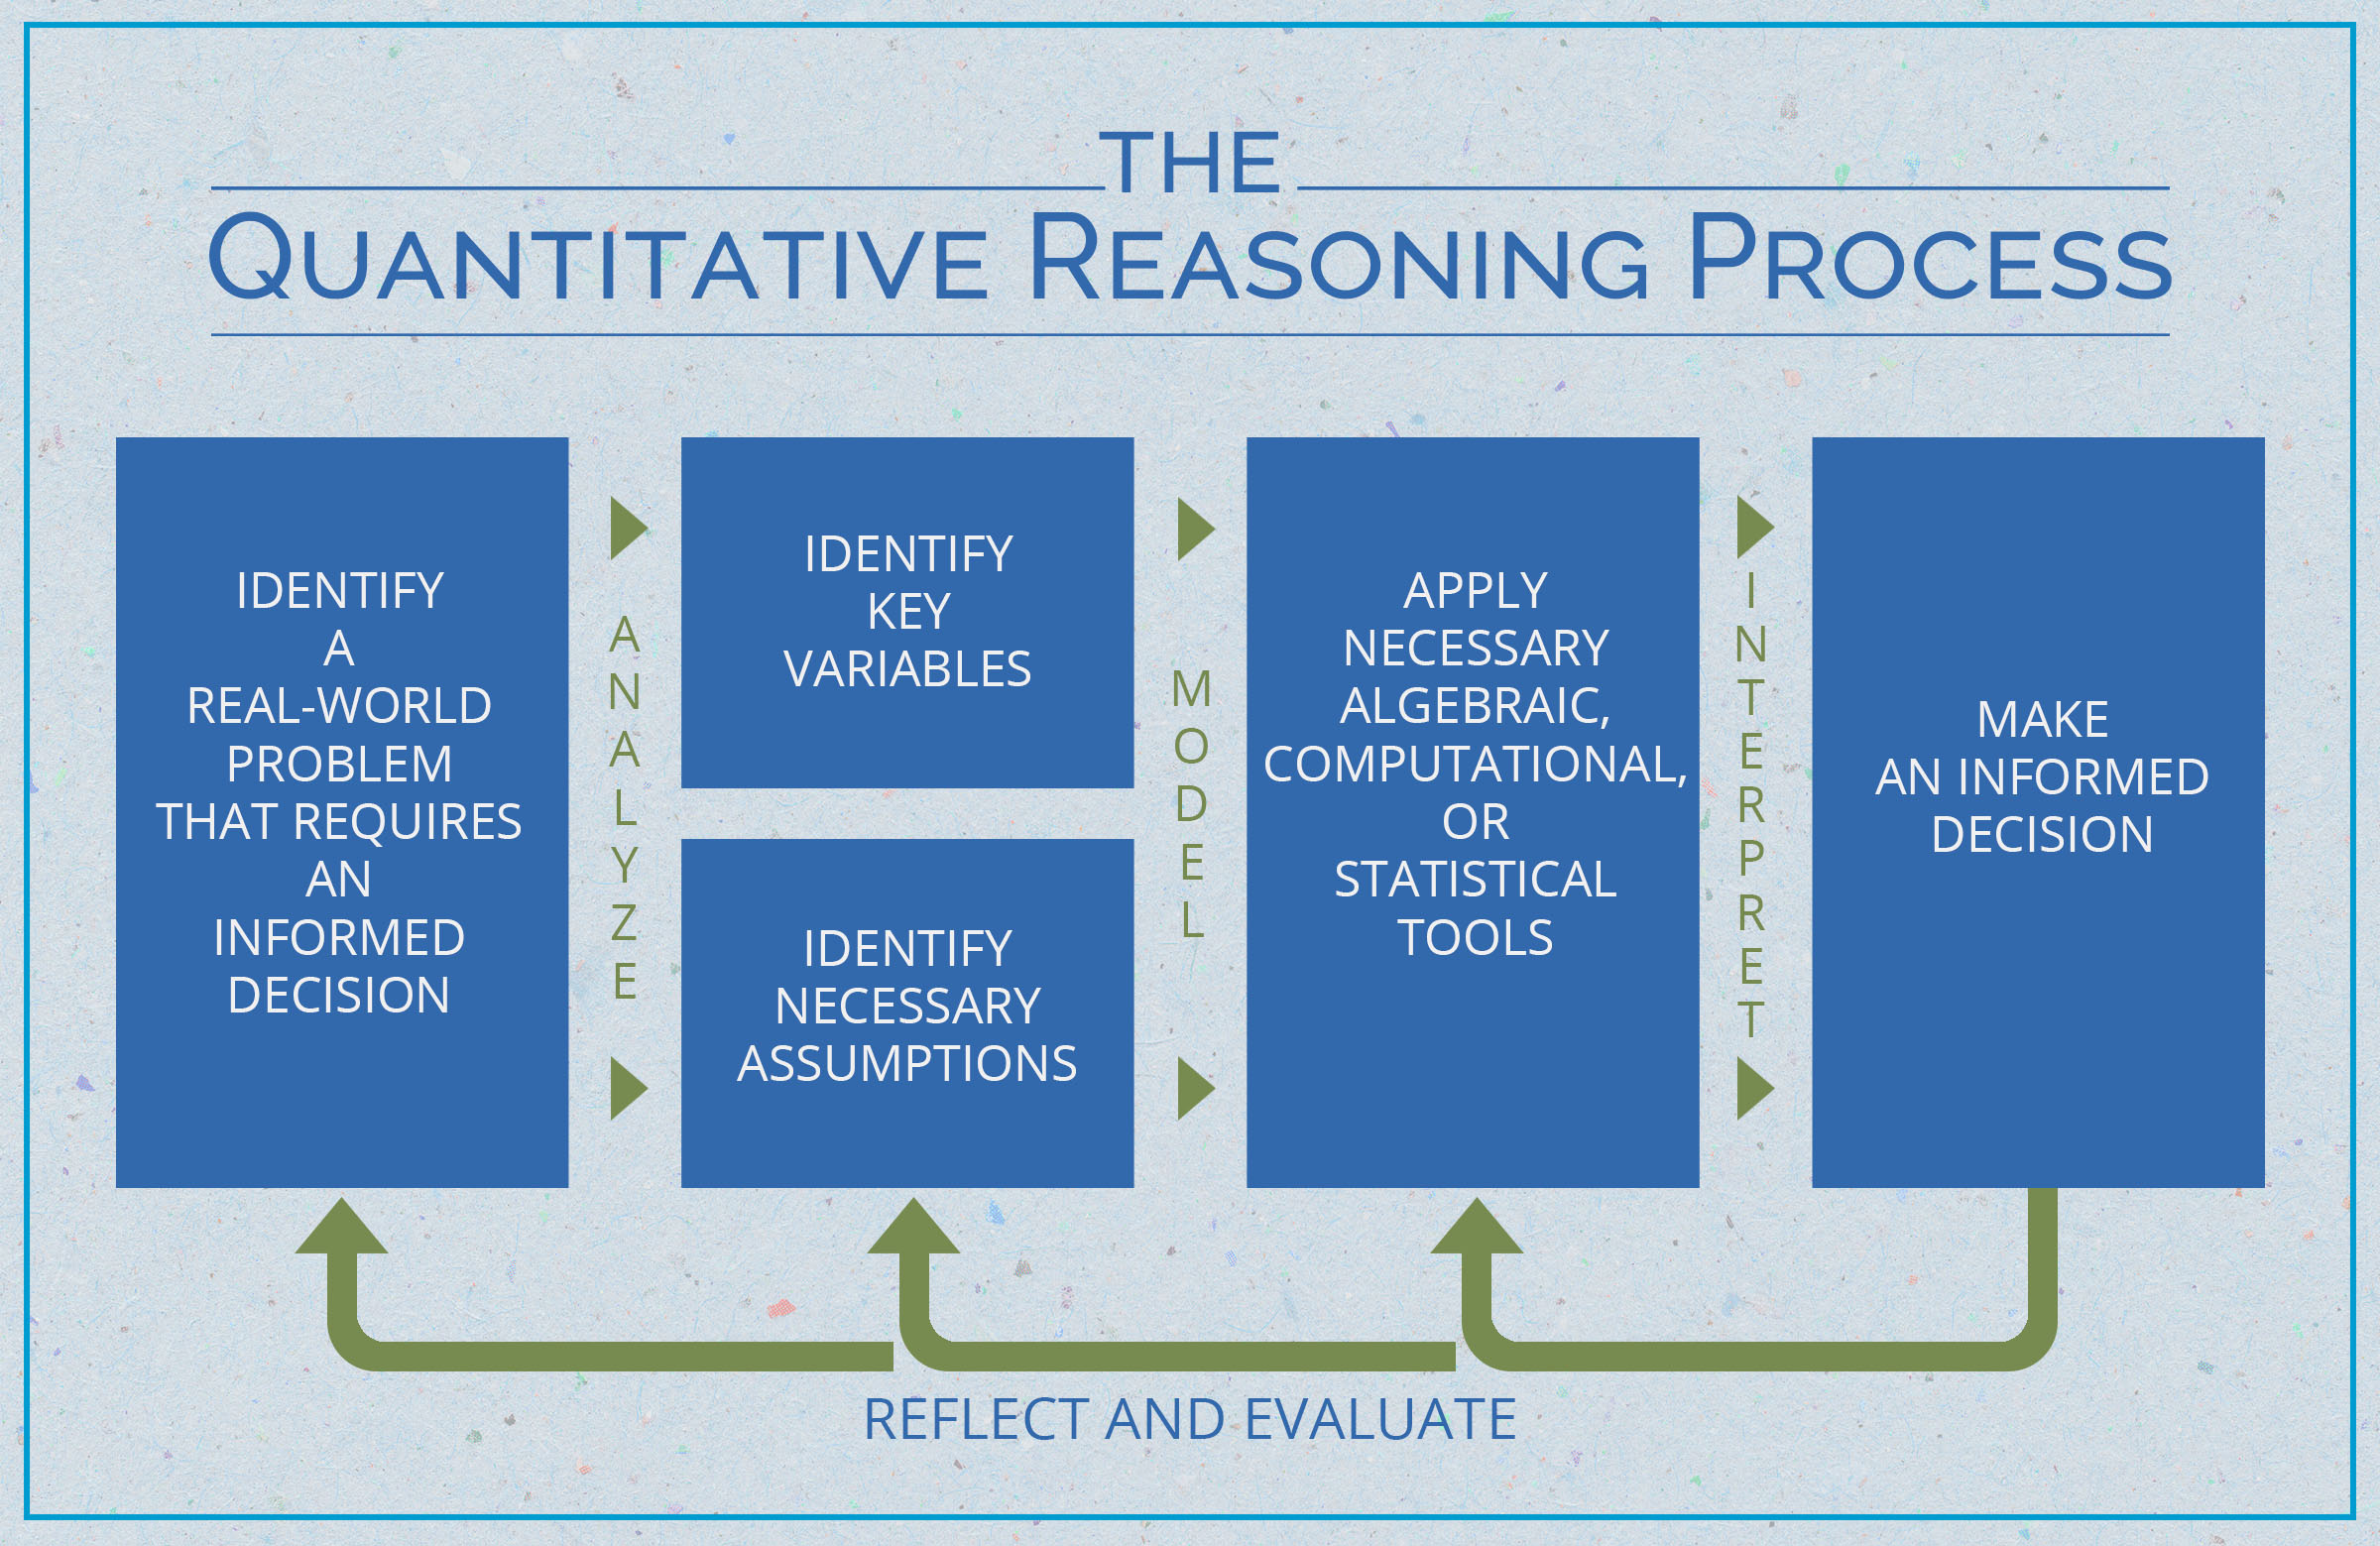 THE
QUANTITATIVE REASONING PROCESS
IDENTIFY
A
REAL-WORLD
PROBLEM
THAT REQUIRES
AN
INFORMED
DECISION
ANALYZE
IDENTIFY
KEY
VARIABLES
IDENTIFY
NECESSARY
ASSUMPTIONS
MODEL
APPLY
NECESSARY
ALGEBRAIC,
COMPUTATIONAL,
OR
STATISTICAL
TOOLS
INTERPRET
MAKE
AN INFORMED
DECISION
REFLECT AND EVALUATE